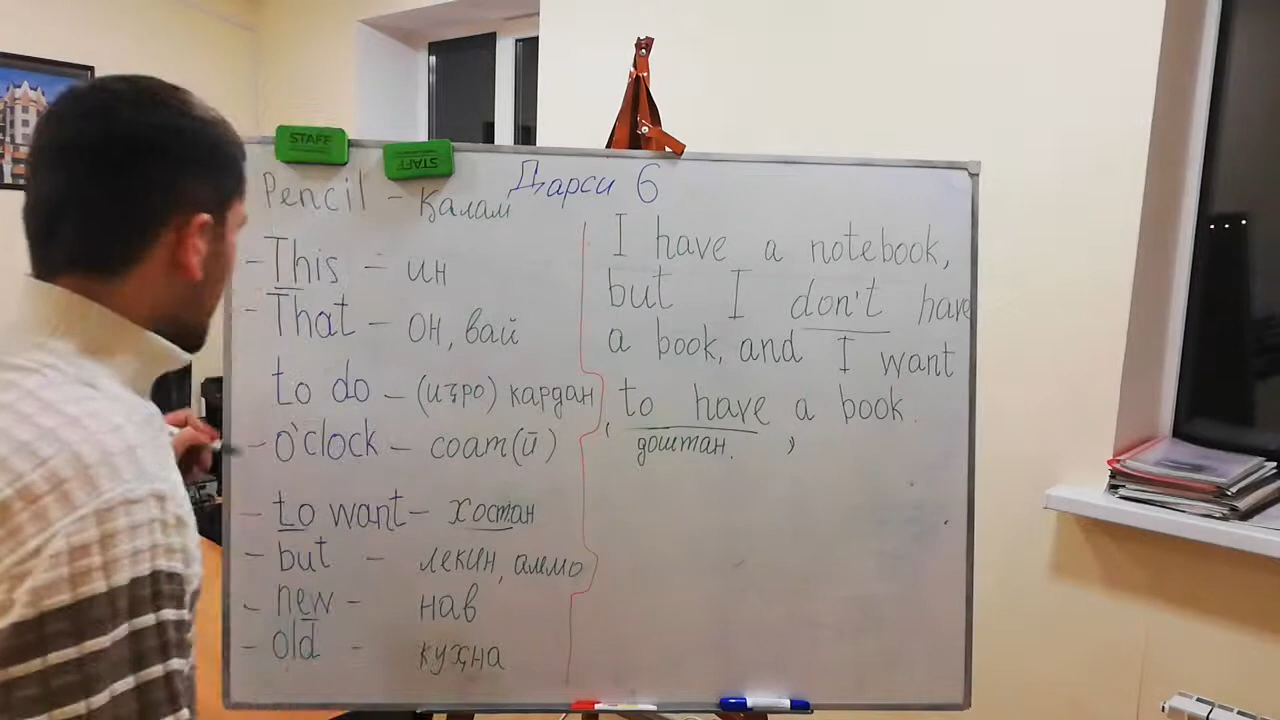 STAFF
STAFF
Дарси 6
Pencil - қалам
- This - ин
- That - он, вай
to do - (иҷро) кардан
- o'clock - соат(ӣ)
- to want - хостан
- but - лекин, аммо
- new - нав
- old - куҳна
I have a notebook,
but I don't have
a book, and I want
to have a book.
( доштан. )